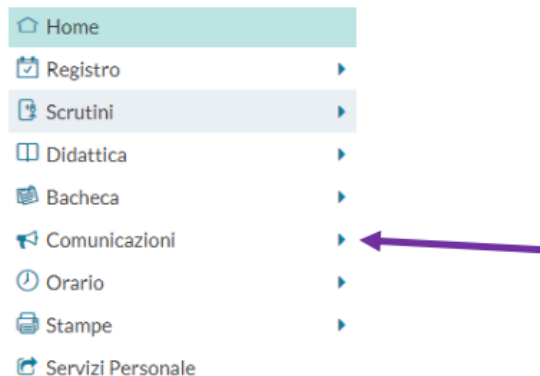 Home
Registro
Scrutini
Didattica
Bacheca
Comunicazioni
Orario
Stampe
Servizi Personale